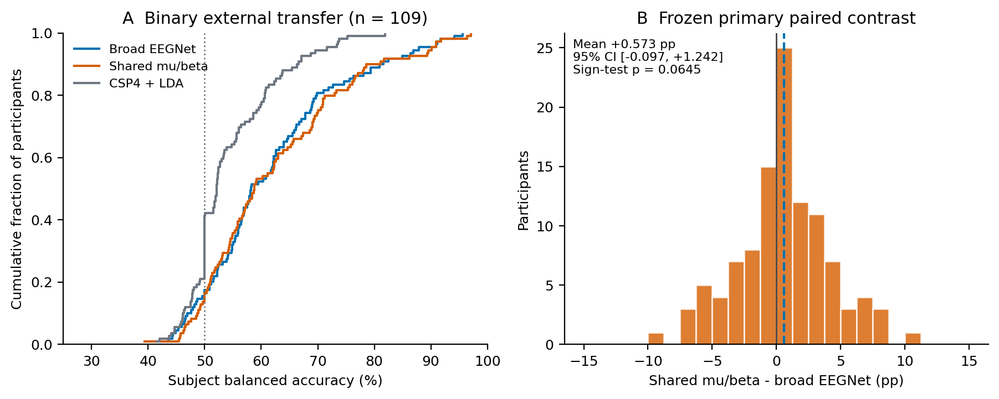 A  Binary external transfer (n = 109)
1.0
0.8
0.6
0.4
0.2
0.0
Cumulative fraction of participants
Broad EEGNet
Shared mu/beta
CSP4 + LDA
30 40 50 60 70 80 90 100
Subject balanced accuracy (%)
B  Frozen primary paired contrast
25
20
15
10
5
0
Participants
Mean +0.573 pp
95% CI [-0.097, +1.242]
Sign-test p = 0.0645
−15 −10 −5 0 5 10 15
Shared mu/beta - broad EEGNet (pp)